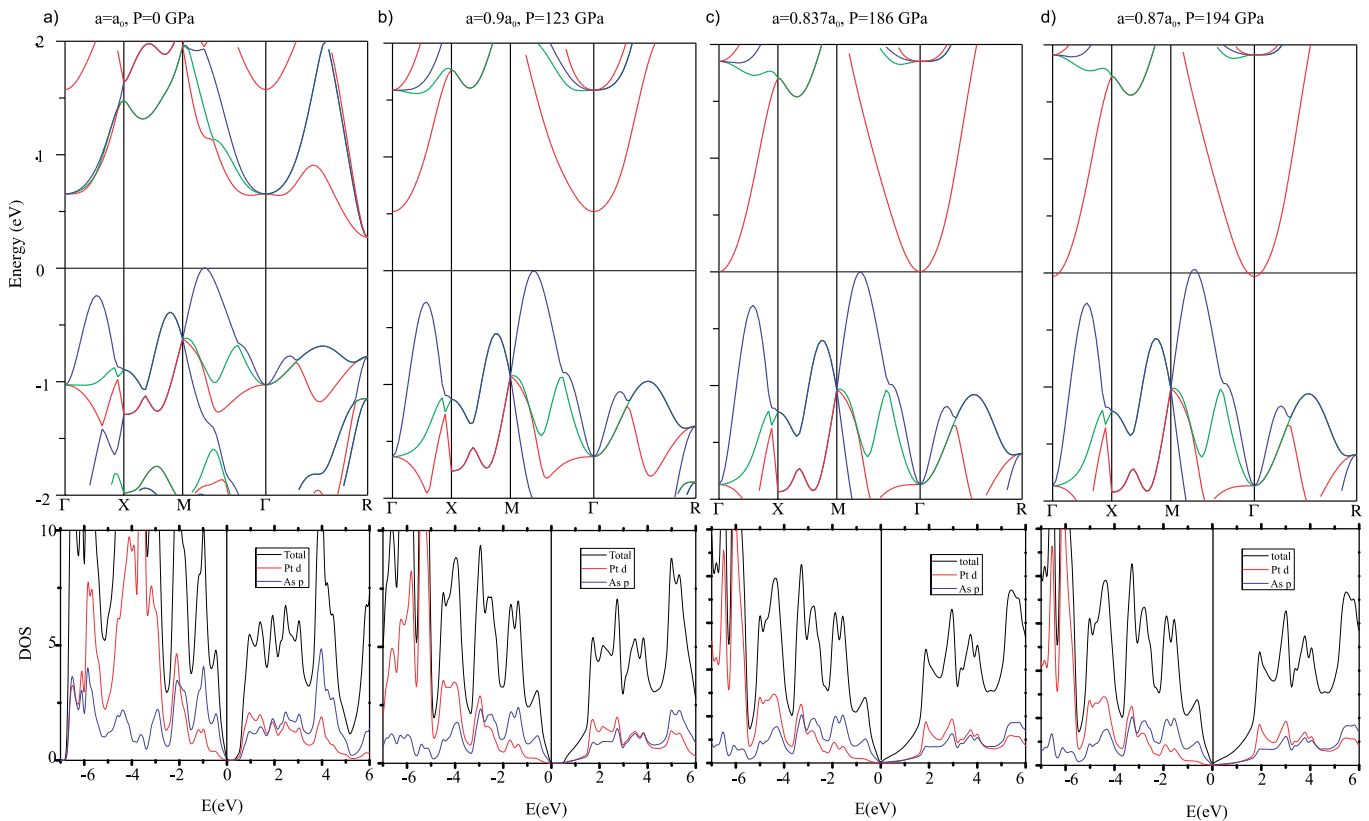 a) a=a₀, P=0 GPa
b) a=0.9a₀, P=123 GPa
c) a=0.837a₀, P=186 GPa
d) a=0.87a₀, P=194 GPa
Energy (eV)
.2
.1
0
-1
-2
Γ X M Γ R
Γ X M Γ R
Γ X M Γ R
Γ X M Γ R
DOS
10
5
0
Total
Pt d
As p
Total
Pt d
As p
total
Pt d
As p
total
Pt d
As p
-6 -4 -2 0 2 4 6
-6 -4 -2 0 2 4 6
-6 -4 -2 0 2 4 6
-6 -4 -2 0 2 4 6
E(eV)
E(eV)
E(eV)
E(eV)